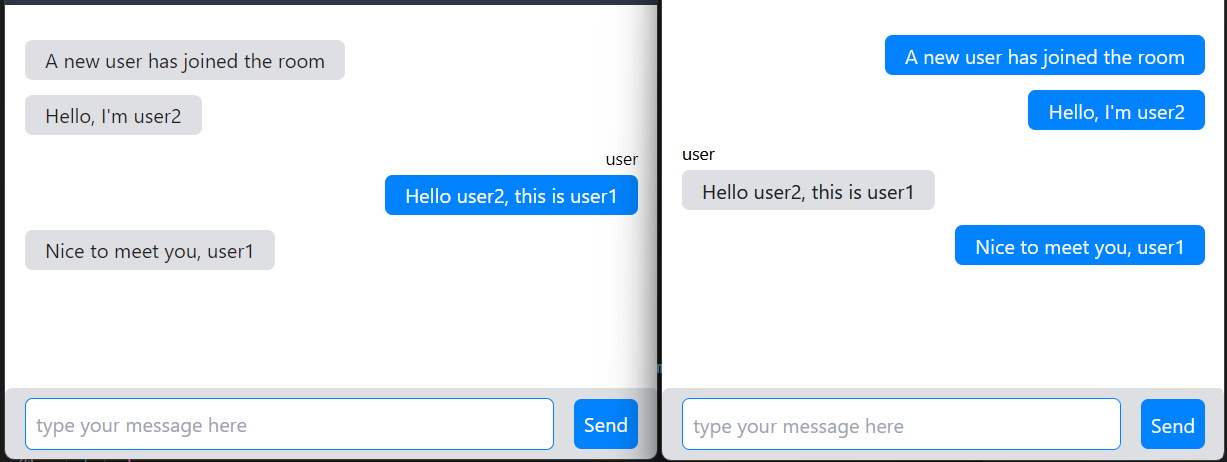 A new user has joined the room
Hello, I'm user2
user
Hello user2, this is user1
Nice to meet you, user1
type your message here
Send
A new user has joined the room
Hello, I'm user2
user
Hello user2, this is user1
Nice to meet you, user1
type your message here
Send